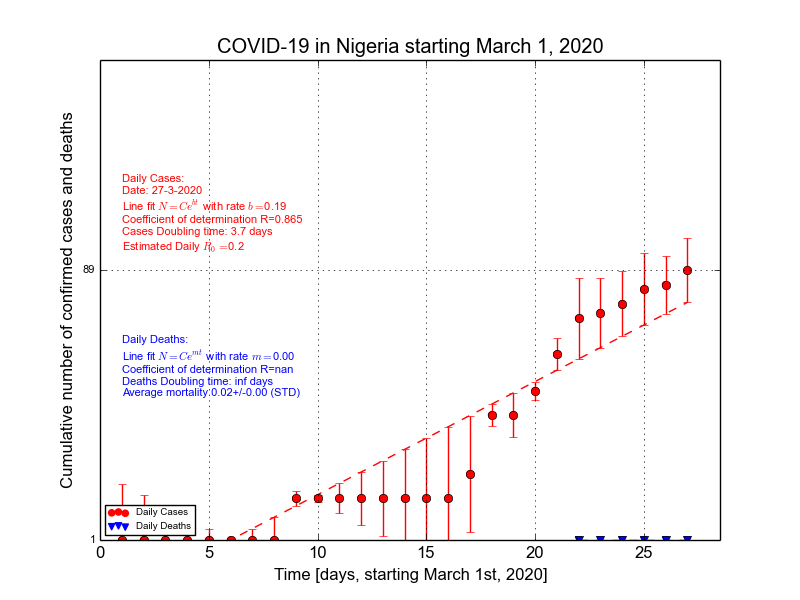 COVID-19 in Nigeria starting March 1, 2020
Cumulative number of confirmed cases and deaths
Daily Cases:
Date: 27-3-2020
Line fit N = Ce^{bt} with rate b =0.19
Coefficient of determination R=0.865
Cases Doubling time: 3.7 days
Estimated Daily R_0 =0.2
89
Daily Deaths:
Line fit N = Ce^{mt} with rate m =0.00
Coefficient of determination R=nan
Deaths Doubling time: inf days
Average mortality:0.02+/-0.00 (STD)
Daily Cases
Daily Deaths
1
0 5 10 15 20 25
Time [days, starting March 1st, 2020]